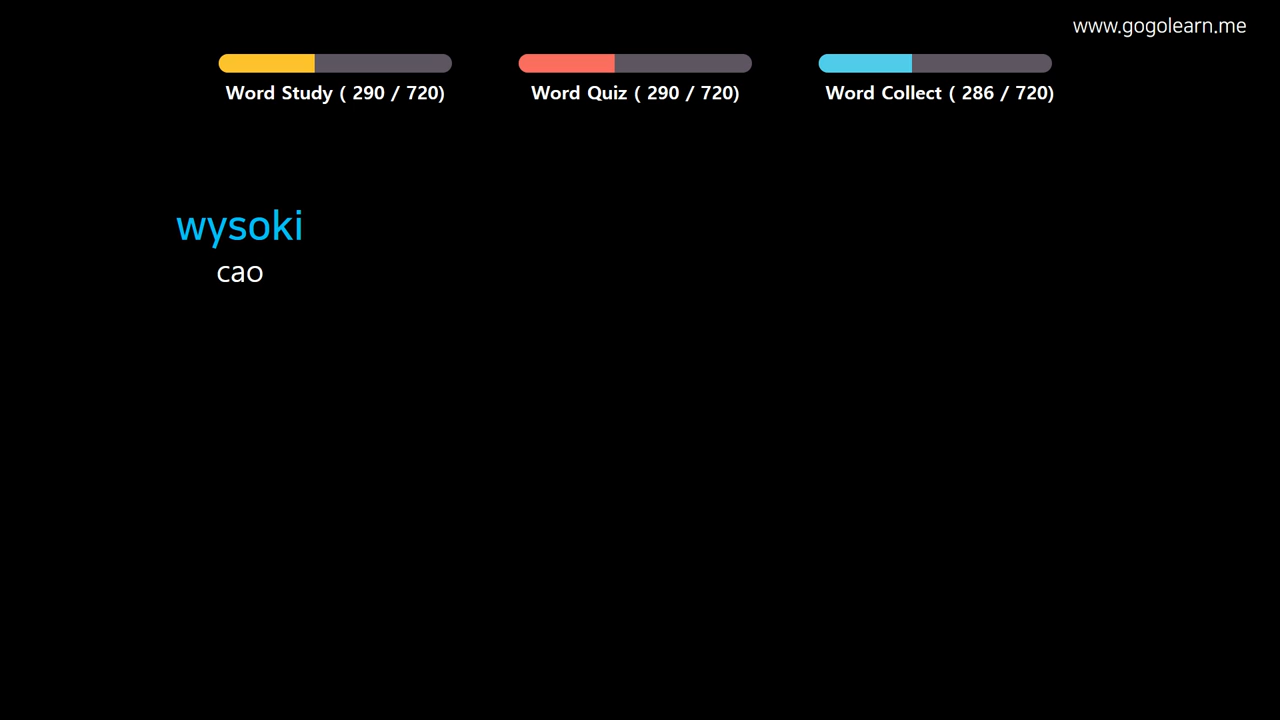 www.gogolearn.me
Word Study ( 290 / 720)
Word Quiz ( 290 / 720)
Word Collect ( 286 / 720)
wysoki
cao